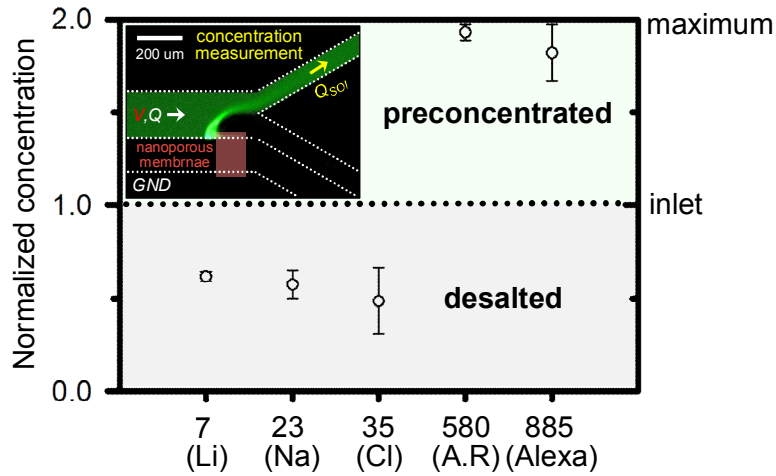 Normalized concentration
2.0
1.0
0.0
maximum
inlet
200 um
concentration
measurement
QSOI
V,Q
nanoporous
membrnae
GND
preconcentrated
desalted
7 23 35 580 885
(Li) (Na) (Cl) (A.R) (Alexa)